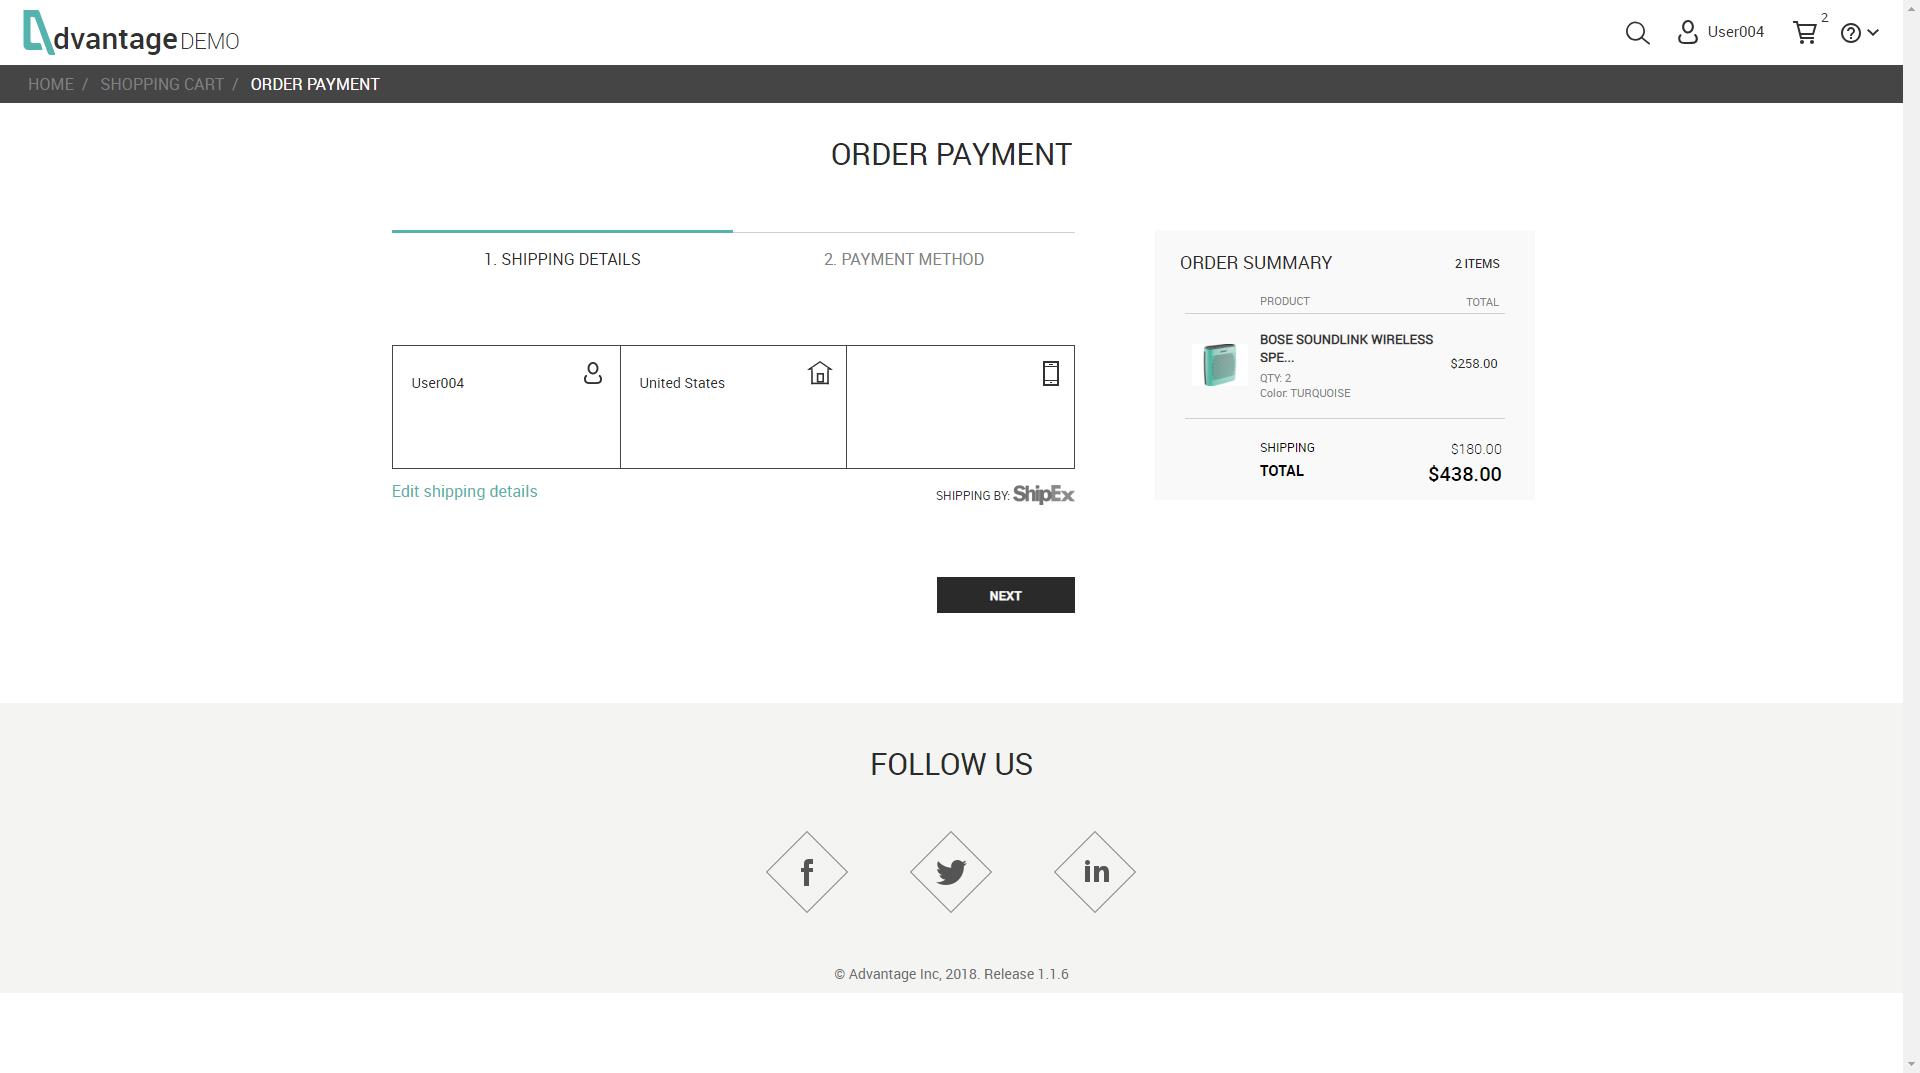 dvantage DEMO
User004
2
HOME / SHOPPING CART / ORDER PAYMENT
ORDER PAYMENT
1. SHIPPING DETAILS
2. PAYMENT METHOD
User004
United States
Edit shipping details
SHIPPING BY: ShipEx
NEXT
ORDER SUMMARY
2 ITEMS
PRODUCT
TOTAL
BOSE SOUNDLINK WIRELESS
SPE...
$258.00
QTY: 2
Color: TURQUOISE
SHIPPING
$180.00
TOTAL
$438.00
FOLLOW US
f
in
© Advantage Inc, 2018. Release 1.1.6